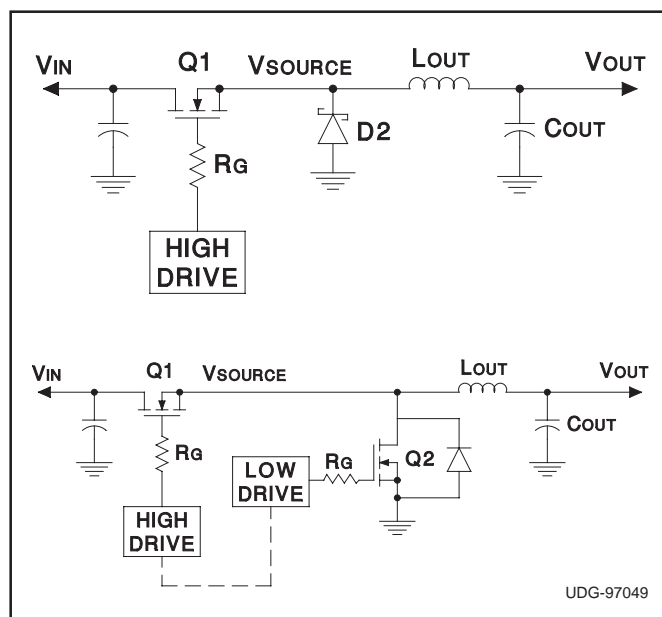 VIN Q1 VSOURCE LOUT VOUT
D2 COUT
RG
HIGH
DRIVE
VIN Q1 VSOURCE LOUT VOUT
COUT
RG LOW
DRIVE RG Q2
HIGH
DRIVE
UDG-97049